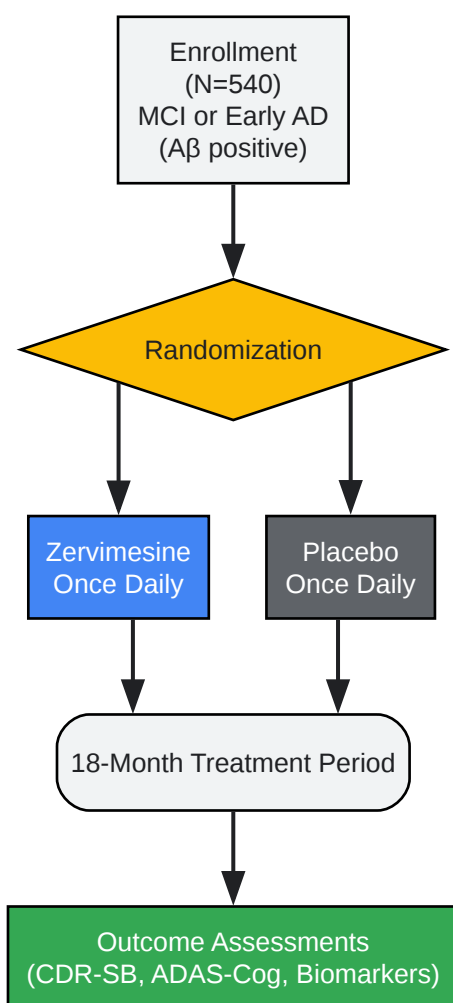 Enrollment
(N=540)
MCI or Early AD
(Aβ positive)
Randomization
Zervimesine
Once Daily
Placebo
Once Daily
18-Month Treatment Period
Outcome Assessments
(CDR-SB, ADAS-Cog, Biomarkers)